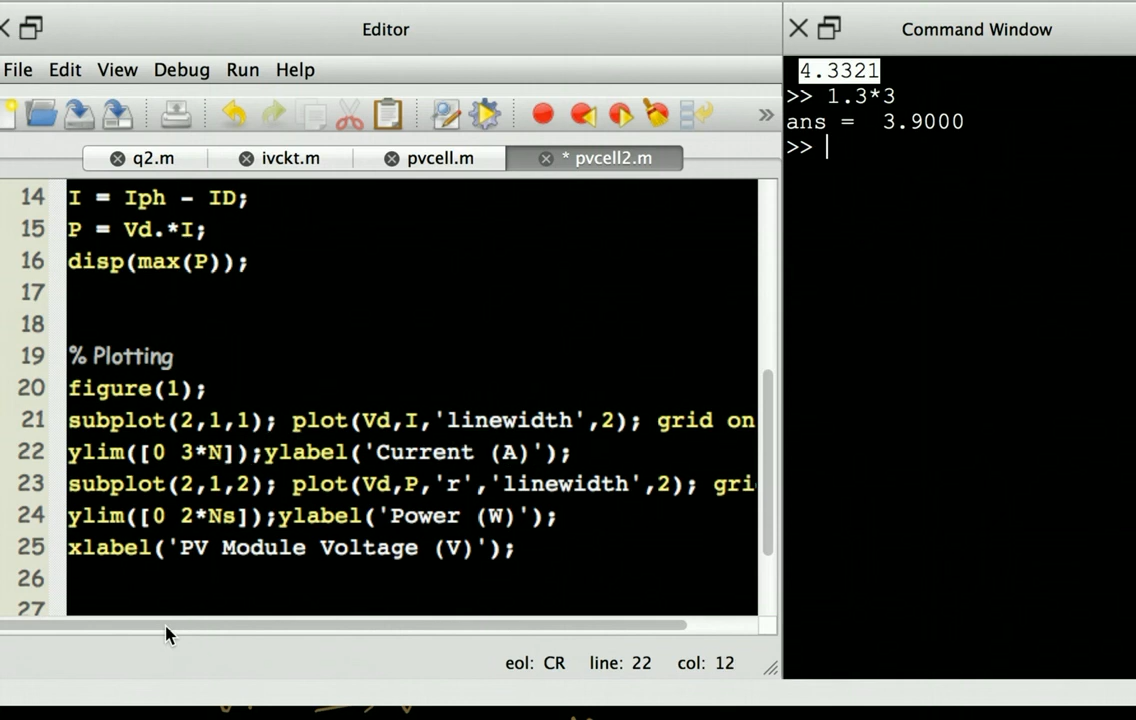 Editor
Command Window
File Edit View Debug Run Help
4.3321
>> 1.3*3
ans = 3.9000
>>
»
q2.m ivckt.m pvcell.m * pvcell2.m
14 I = Iph - ID;
15 P = Vd.*I;
16 disp(max(P));
17
18
19 % Plotting
20 figure(1);
21 subplot(2,1,1); plot(Vd,I,'linewidth',2); grid on
22 ylim([0 3*N]);ylabel('Current (A)');
23 subplot(2,1,2); plot(Vd,P,'r','linewidth',2); gri
24 ylim([0 2*Ns]);ylabel('Power (W)');
25 xlabel('PV Module Voltage (V)');
26
27
eol: CR line: 22 col: 12